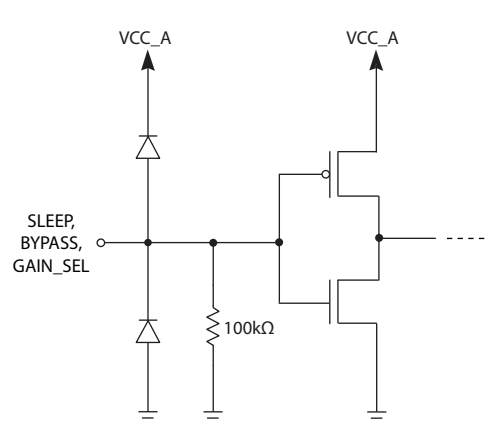 VCC_A
VCC_A
SLEEP,
BYPASS,
GAIN_SEL
100kΩ